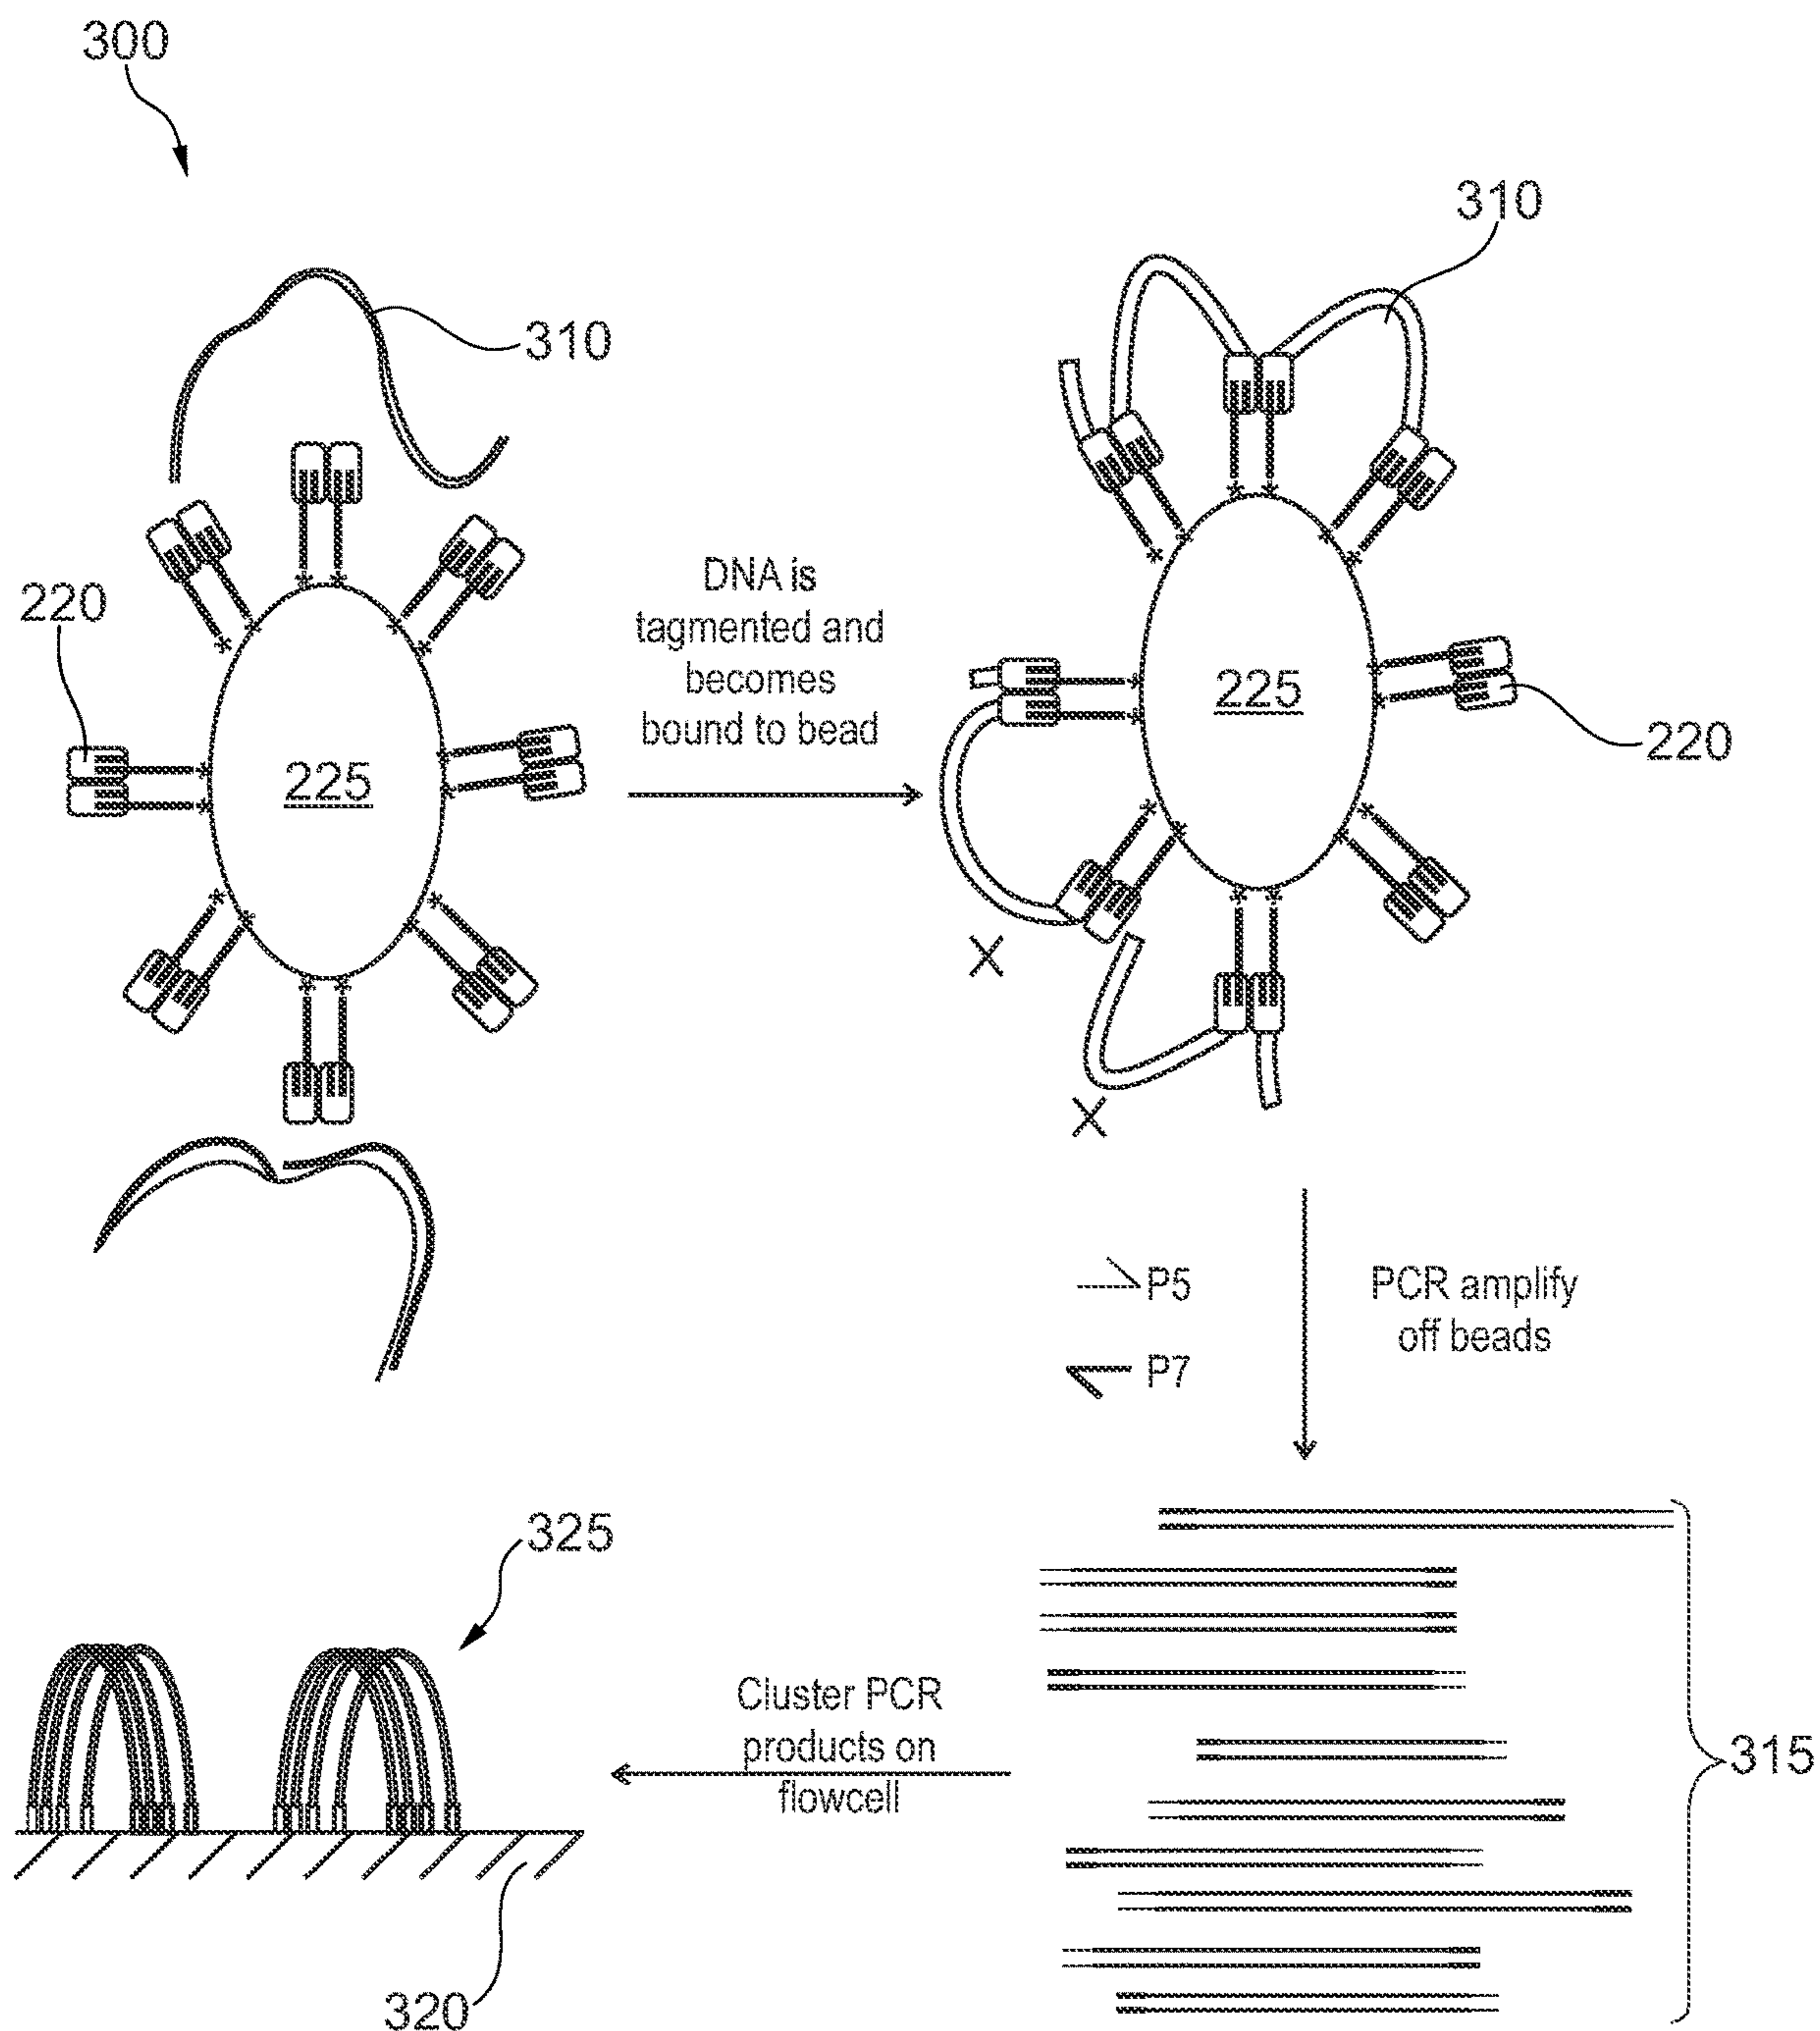 300
310
310
220
DNA is
tagmented and
becomes
bound to bead
225
225
220
X
X
P5
P7
PCR amplify
off beads
325
Cluster PCR
products on
flowcell
315
320